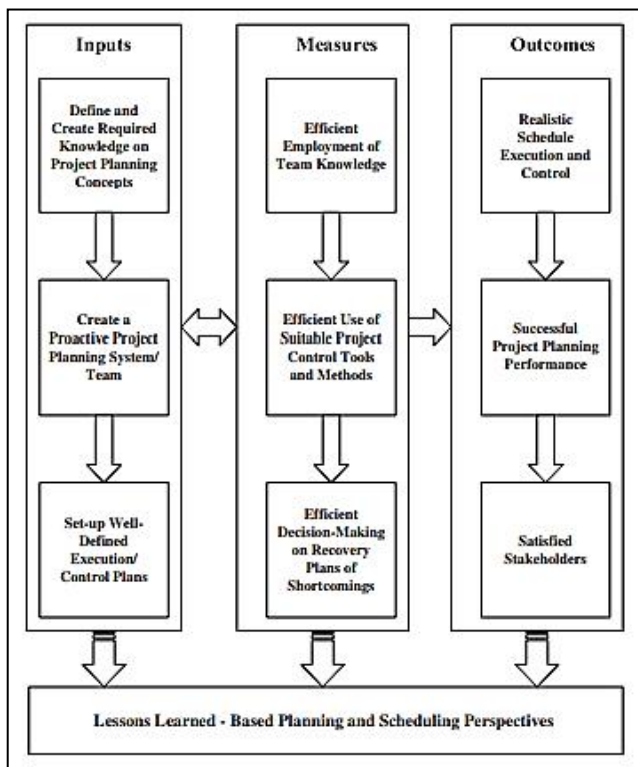 Inputs
Define and
Create Required
Knowledge on
Project Planning
Concepts
Create a
Proactive Project
Planning System/
Team
Set-up Well-
Defined
Execution/
Control Plans
Measures
Efficient
Employment of
Team Knowledge
Efficient Use of
Suitable Project
Control Tools
and Methods
Efficient
Decision-Making
on Recovery
Plans of
Shortcomings
Outcomes
Realistic
Schedule
Execution and
Control
Successful
Project Planning
Performance
Satisfied
Stakeholders
Lessons Learned - Based Planning and Scheduling Perspectives